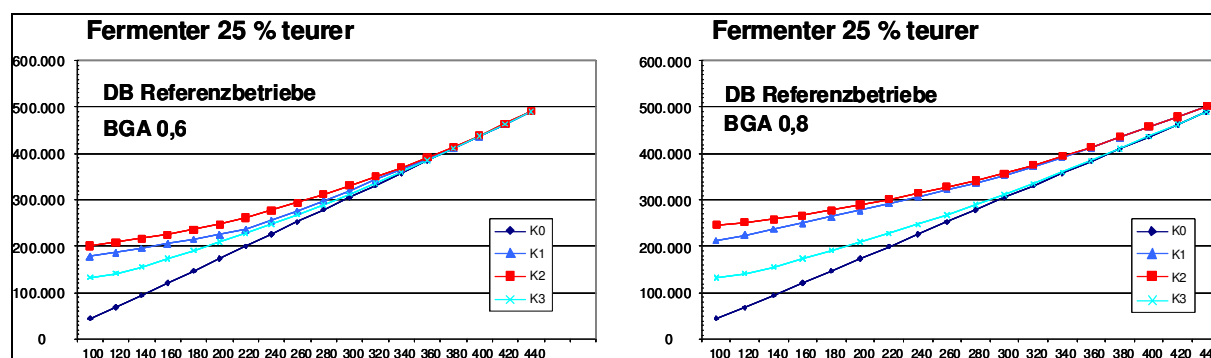 Fermenter 25 % teurer
600.000
500.000
400.000
300.000
200.000
100.000
0
DB Referenzbetriebe
BGA 0,6
K0
K1
K2
K3
100 120 140 160 180 200 220 240 260 280 300 320 340 360 380 400 420 440
Fermenter 25 % teurer
600.000
500.000
400.000
300.000
200.000
100.000
0
DB Referenzbetriebe
BGA 0,8
K0
K1
K2
K3
100 120 140 160 180 200 220 240 260 280 300 320 340 360 380 400 420 440